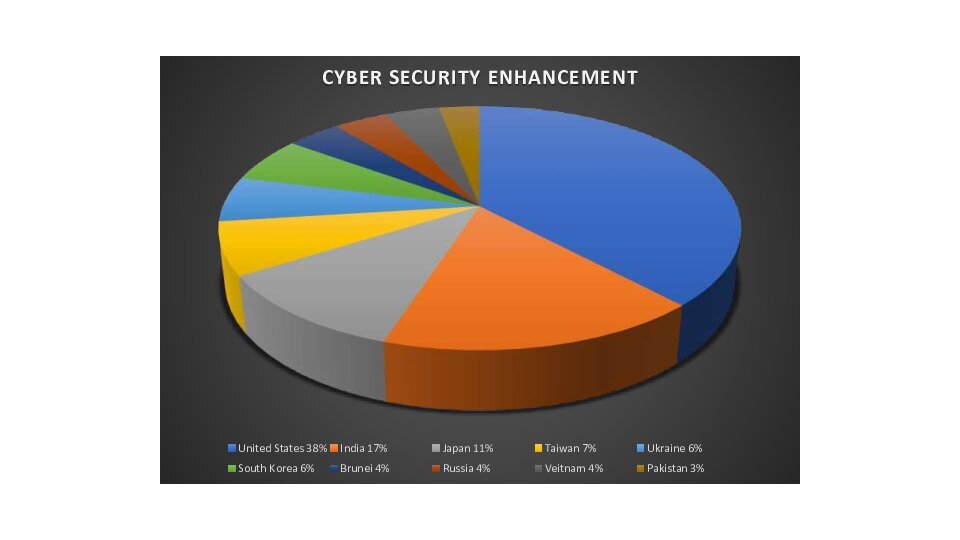 CYBER SECURITY ENHANCEMENT
United States 38% India 17% Japan 11% Taiwan 7% Ukraine 6%
South Korea 6% Brunei 4% Russia 4% Veitnam 4% Pakistan 3%